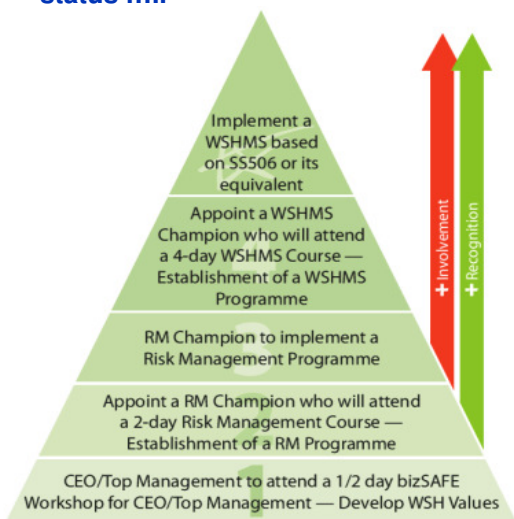 Implement a
WSHMS based
on SS506 or its
equivalent
4
Appoint a WSHMS
Champion who will attend
a 4-day WSHMS Course —
Establishment of a WSHMS
Programme
3
RM Champion to implement a
Risk Management Programme
2
Appoint a RM Champion who will attend
a 2-day Risk Management Course —
Establishment of a RM Programme
1
CEO/Top Management to attend a 1/2 day bizSAFE
Workshop for CEO/Top Management — Develop WSH Values
+ Involvement
+ Recognition